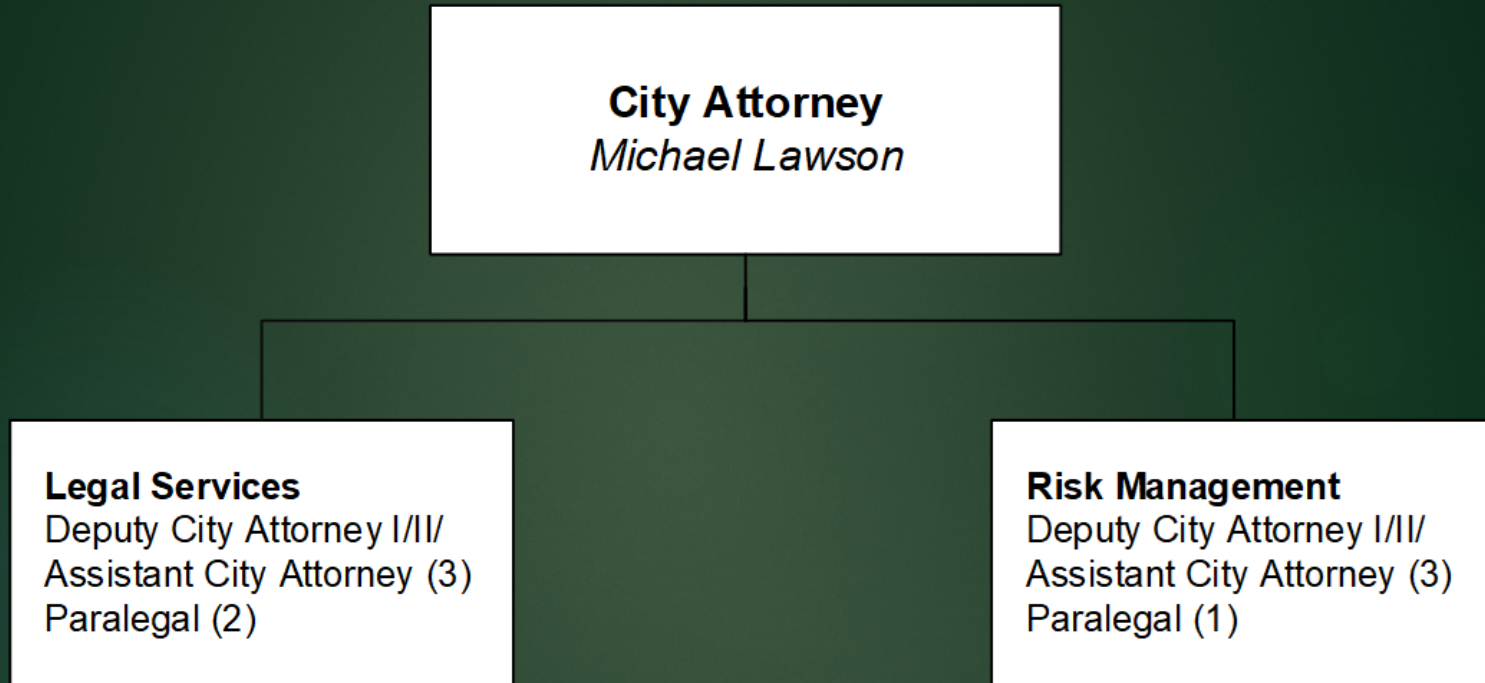 City Attorney
Michael Lawson
Legal Services
Deputy City Attorney I/II/
Assistant City Attorney (3)
Paralegal (2)
Risk Management
Deputy City Attorney I/II/
Assistant City Attorney (3)
Paralegal (1)